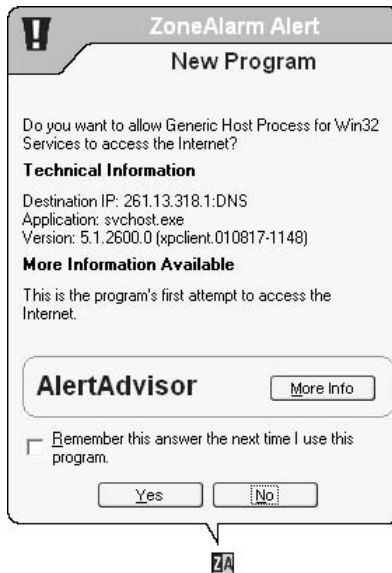 ZoneAlarm Alert
New Program
Do you want to allow Generic Host Process for Win32
Services to access the Internet?
Technical Information
Destination IP: 261.13.318.1:DNS
Application: svchost.exe
Version: 5.1.2600.0 (xpclient.010817-1148)
More Information Available
This is the program's first attempt to access the
Internet.
AlertAdvisor
More Info
Remember this answer the next time I use this
program.
Yes
No
ZA